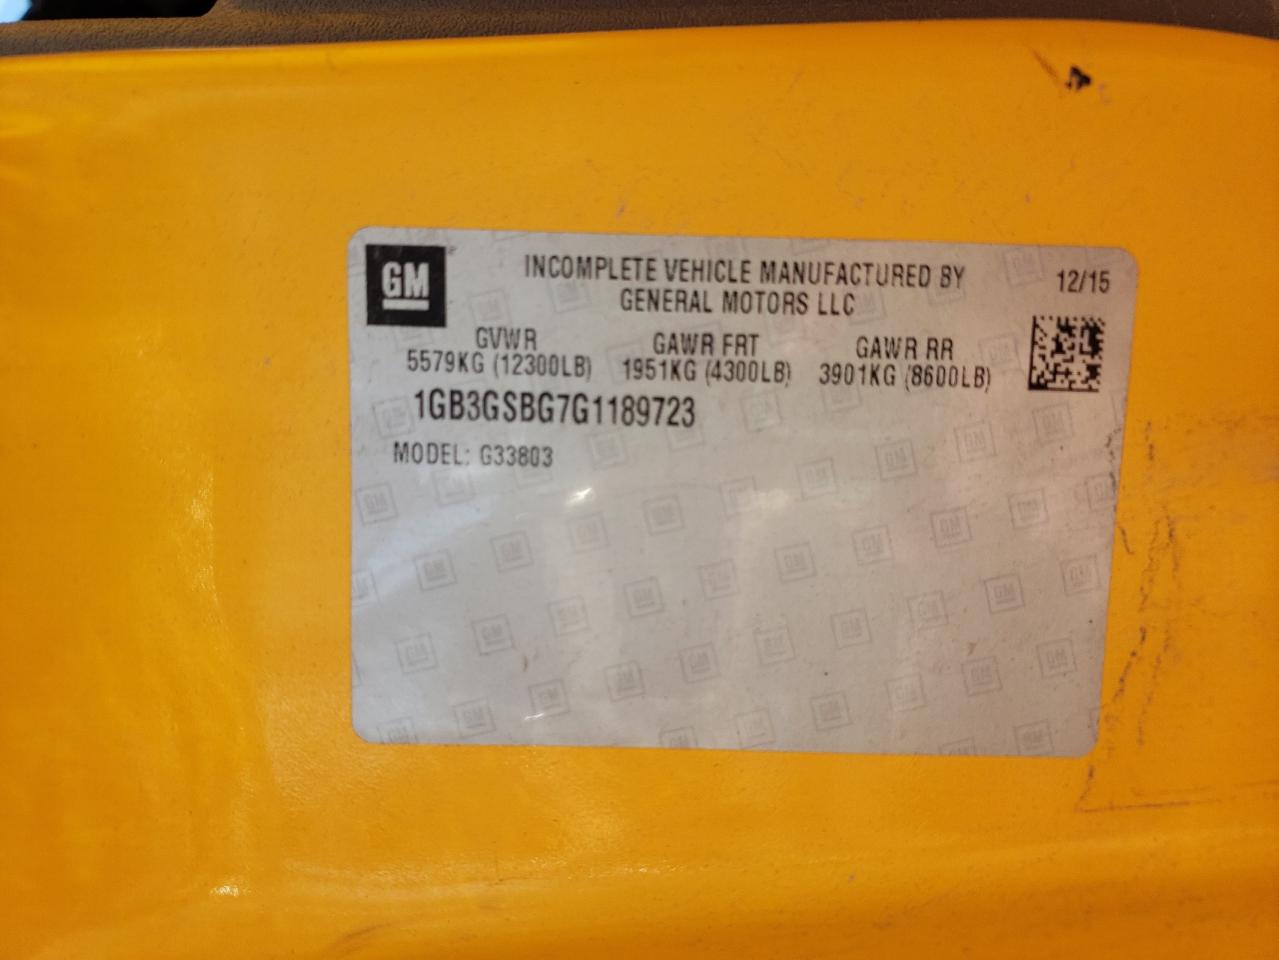 GM
INCOMPLETE VEHICLE MANUFACTURED BY
GENERAL MOTORS LLC
12/15
GVWR GAWR FRT GAWR RR
5579KG (12300LB) 1951KG (4300LB) 3901KG (8600LB)
1GB3GSBG7G1189723
MODEL: G33803